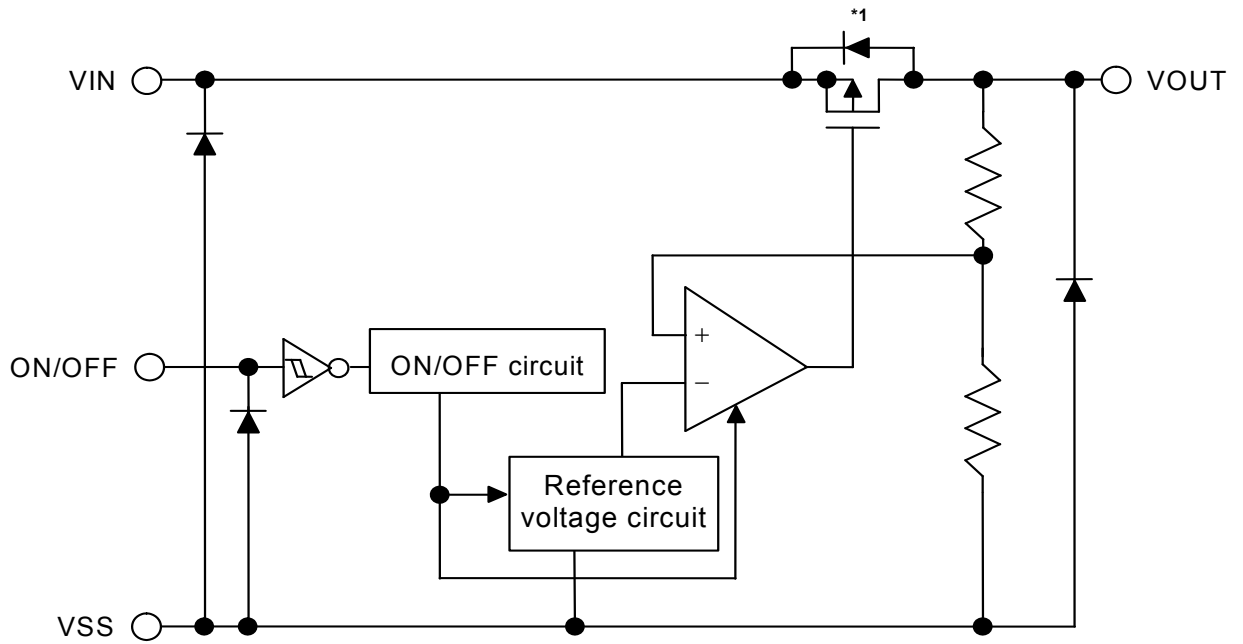 *1
VIN
VOUT
+
−
ON/OFF
ON/OFF circuit
Reference
voltage circuit
VSS